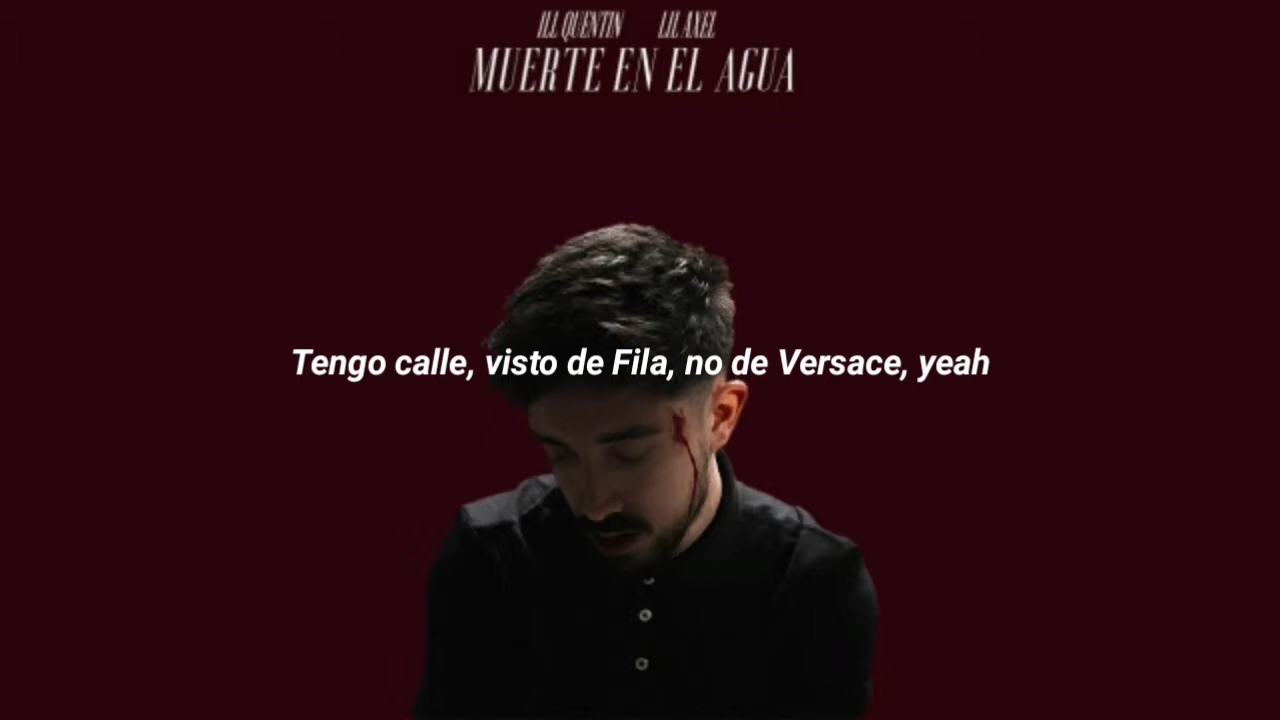 ILL QUENTIN LIL AXEL
MUERTE EN EL AGUA
Tengo calle, visto de Fila, no de Versace, yeah